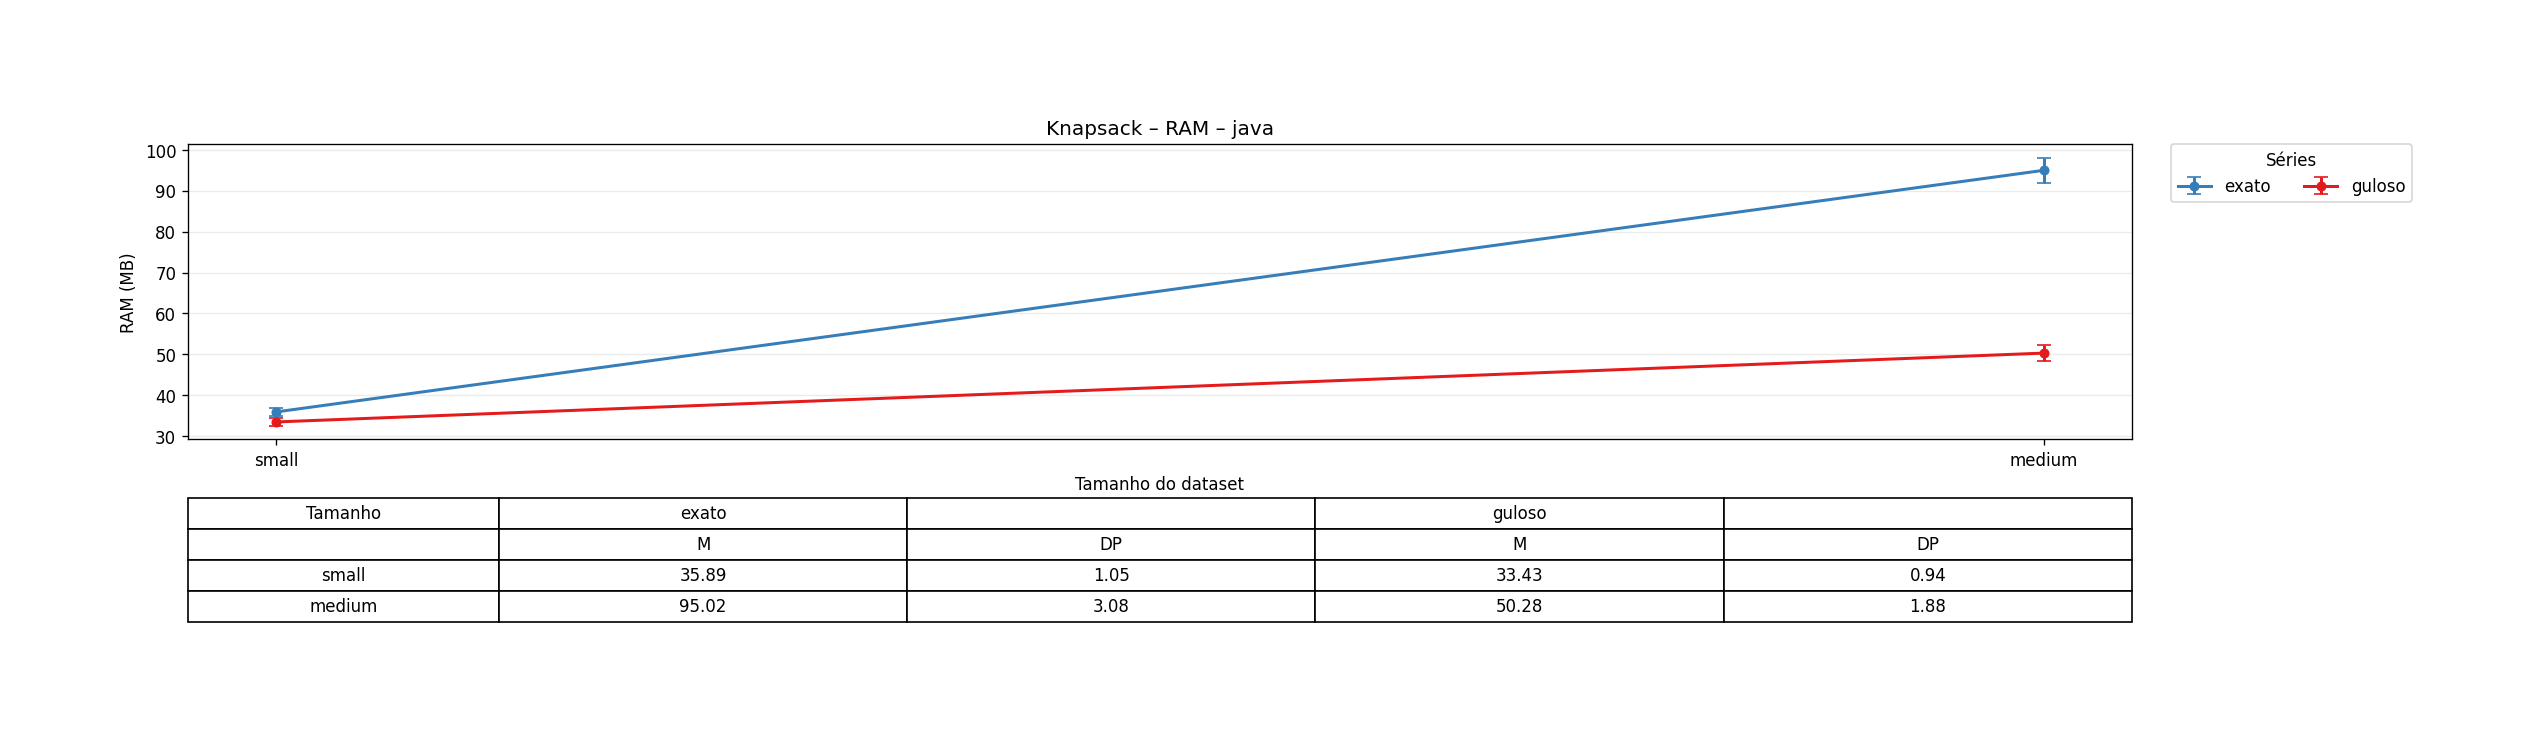 Knapsack – RAM – java
100
90
80
70
60
50
40
30
RAM (MB)
small medium
Tamanho do dataset
Séries
exato guloso
Tamanho exato guloso
M DP M DP
small 35.89 1.05 33.43 0.94
medium 95.02 3.08 50.28 1.88